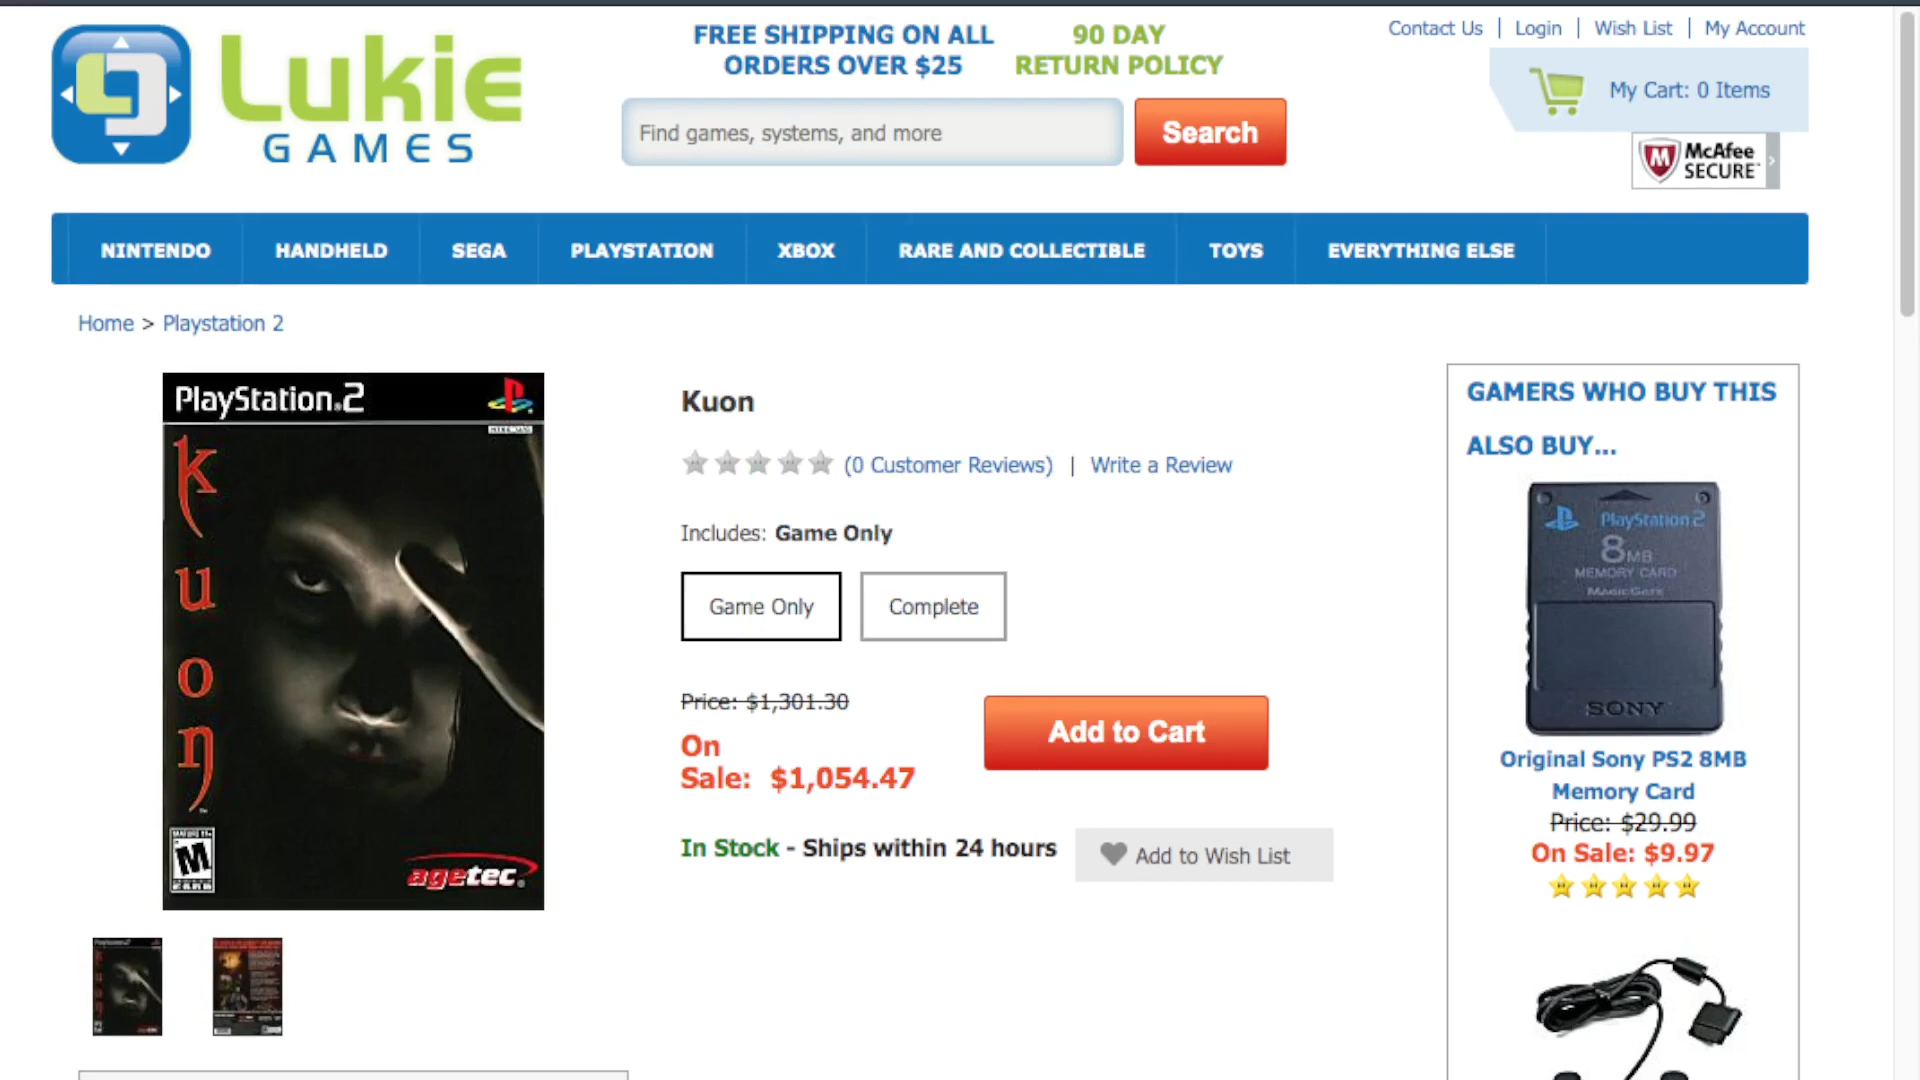 Lukie
GAMES
FREE SHIPPING ON ALL
ORDERS OVER $25
90 DAY
RETURN POLICY
Contact Us | Login | Wish List | My Account
My Cart: 0 Items
Find games, systems, and more
Search
McAfee
SECURE
NINTENDO
HANDHELD
SEGA
PLAYSTATION
XBOX
RARE AND COLLECTIBLE
TOYS
EVERYTHING ELSE
Home > Playstation 2
PlayStation.2
kuon
M
agetec
Kuon
(0 Customer Reviews) | Write a Review
Includes: Game Only
Game Only
Complete
Price: $1,301.30
On
Sale: $1,054.47
Add to Cart
In Stock - Ships within 24 hours
Add to Wish List
GAMERS WHO BUY THIS
ALSO BUY...
PlayStation 2
8MB
MEMORY CARD
MagicGate
SONY
Original Sony PS2 8MB
Memory Card
Price: $29.99
On Sale: $9.97